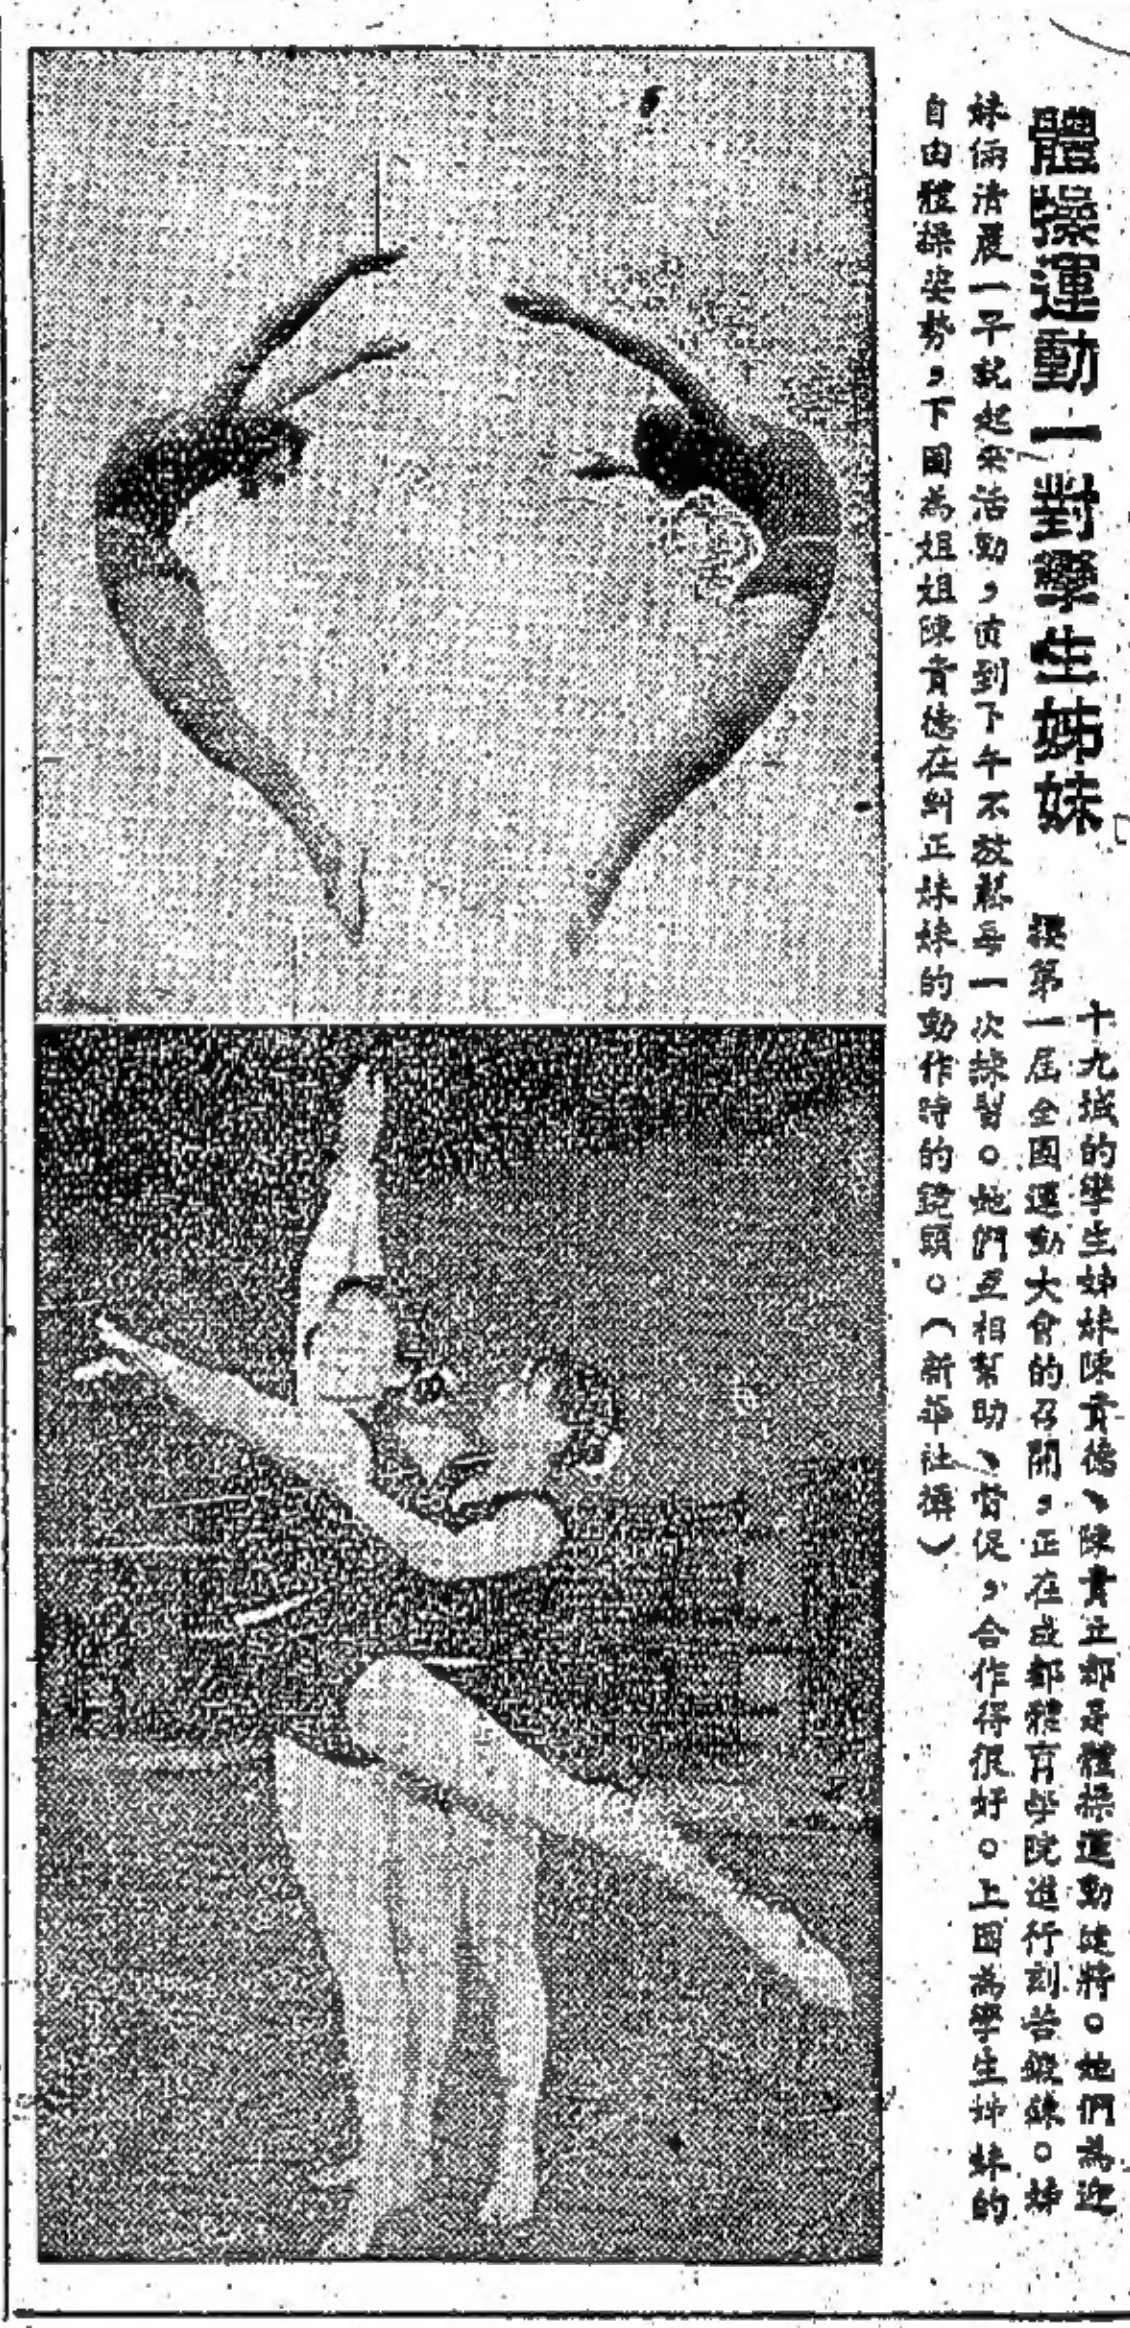 體操運動一對孿生姊妹
十九歲的孿生姊妹陳貴德、陳貴正都是體操運動健將。她們為迎
接第一屆全國運動大會的召開，正在成都體育學院進行刻苦鍛鍊。姊
妹倆清晨一早就起來活動，直到下午不放鬆每一次練習。她們互相幫助、督促，合作得很好。上圖為孿生姊妹的
自由體操姿勢，下圖為姐姐陳貴德在糾正妹妹的動作時的鏡頭。（新華社攝）